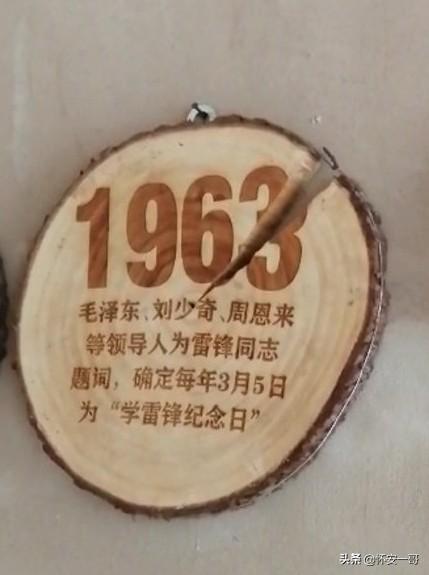 1963
毛泽东、刘少奇、周恩来
等领导人为雷锋同志
题词，确定每年3月5日
为“学雷锋纪念日”
头条 @怀安一哥